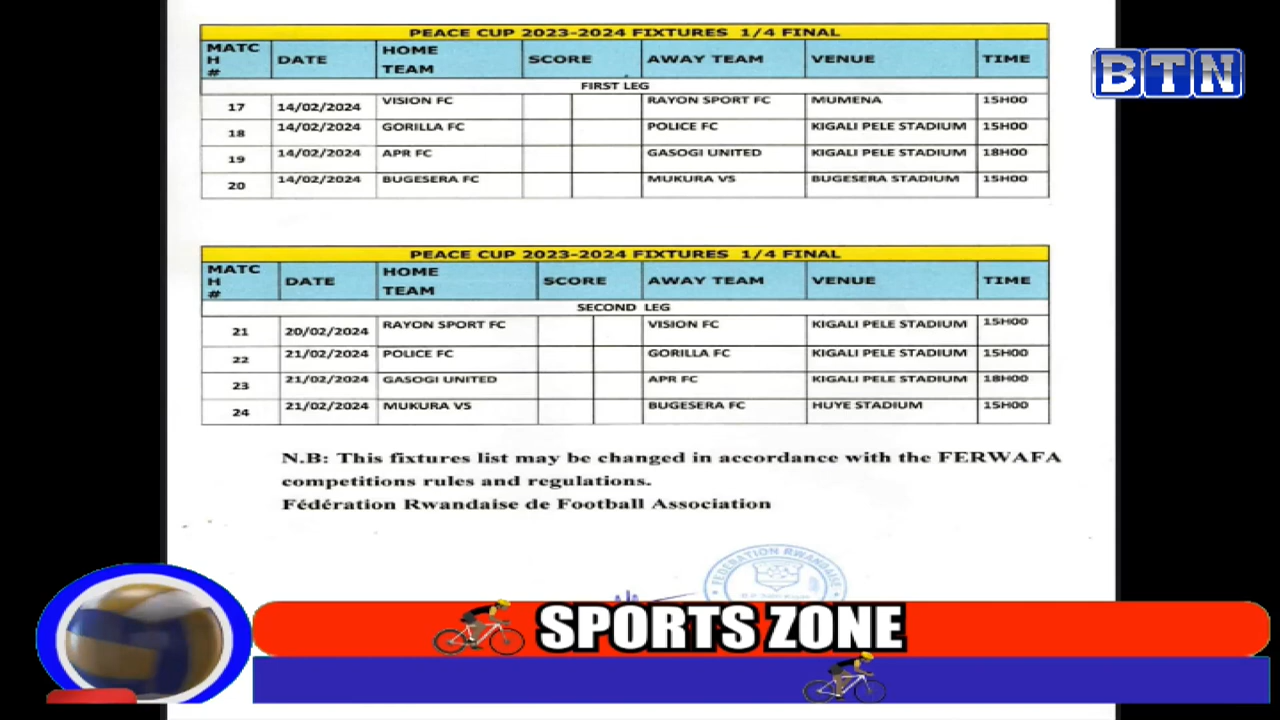 PEACE CUP 2023-2024 FIXTURES 1/4 FINAL
MATCH # DATE HOME TEAM SCORE AWAY TEAM VENUE TIME
FIRST LEG
17 14/02/2024 VISION FC RAYON SPORT FC MUMENA 15H00
18 14/02/2024 GORILLA FC POLICE FC KIGALI PELE STADIUM 15H00
19 14/02/2024 APR FC GASOGI UNITED KIGALI PELE STADIUM 18H00
20 14/02/2024 BUGESERA FC MUKURA VS BUGESERA STADIUM 15H00
PEACE CUP 2023-2024 FIXTURES 1/4 FINAL
MATCH # DATE HOME TEAM SCORE AWAY TEAM VENUE TIME
SECOND LEG
21 20/02/2024 RAYON SPORT FC VISION FC KIGALI PELE STADIUM 15H00
22 21/02/2024 POLICE FC GORILLA FC KIGALI PELE STADIUM 15H00
23 21/02/2024 GASOGI UNITED APR FC KIGALI PELE STADIUM 18H00
24 21/02/2024 MUKURA VS BUGESERA FC HUYE STADIUM 15H00
N.B: This fixtures list may be changed in accordance with the FERWAFA
competitions rules and regulations.
Fédération Rwandaise de Football Association
FEDERATION RWANDAISE
BTN
SPORTS ZONE